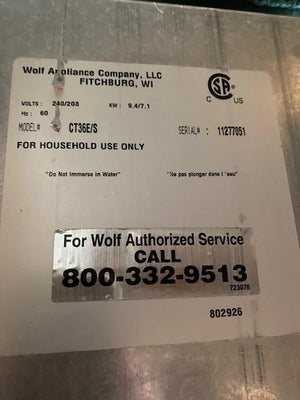 Wolf Appliance Company, LLC
FITCHBURG, WI
VOLTS: 240/208 KW: 9.4/7.1
Hz: 60
MODEL# CT36E/S SERIAL#: 11277051
FOR HOUSEHOLD USE ONLY
"Do Not Immerse in Water" "Ne pas plonger dans l'eau"
CSA
C US
For Wolf Authorized Service
CALL
800-332-9513
723076
802926